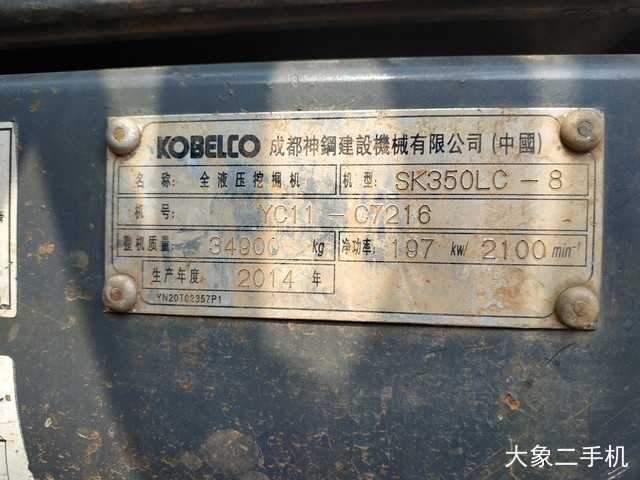 KOBELCO 成都神鋼建設機械有限公司(中國)
名称: 全液压挖掘机 机型: SK350LC-8
机号: YC11-C7216
整机质量: 34900 kg 净功率: 197 kw/ 2100 min⁻¹
生产年度: 2014 年
YN20T02357P1
大象二手机